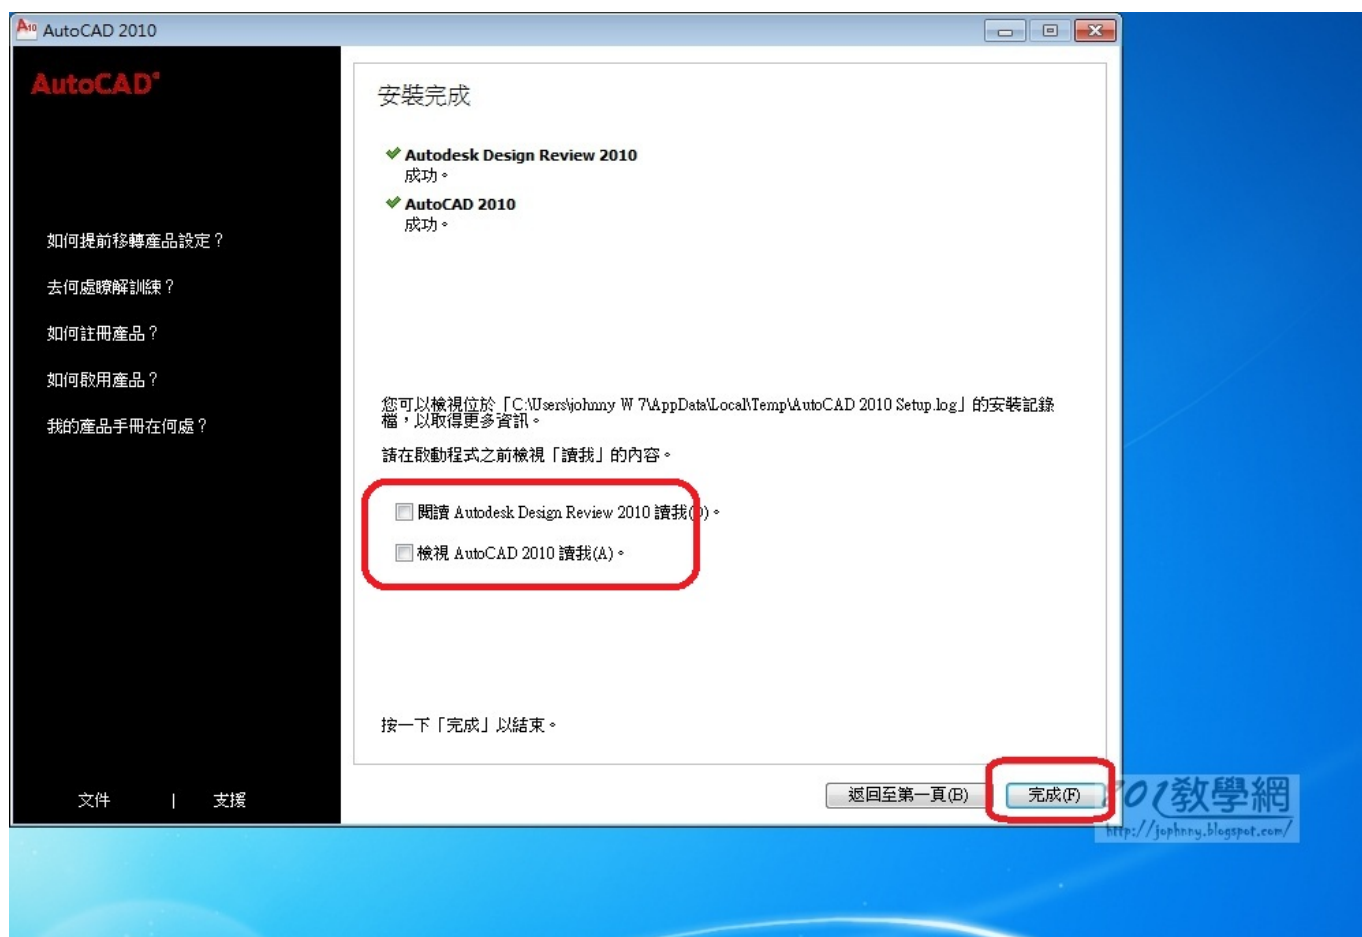 AutoCAD 2010
AutoCAD
如何提前移轉產品設定？
去何處瞭解訓練？
如何註冊產品？
如何啟用產品？
我的產品手冊在何處？
文件 | 支援
安裝完成
Autodesk Design Review 2010
成功。
AutoCAD 2010
成功。
您可以檢視位於「C:\Users\johnny W 7\AppData\Local\Temp\AutoCAD 2010 Setup.log」的安裝記錄
檔，以取得更多資訊。
請在啟動程式之前檢視「讀我」的內容。
閱讀 Autodesk Design Review 2010 讀我(D)。
檢視 AutoCAD 2010 讀我(A)。
按一下「完成」以結束。
返回至第一頁(B)
完成(F)
教學網
http://jophnny.blogspot.com/